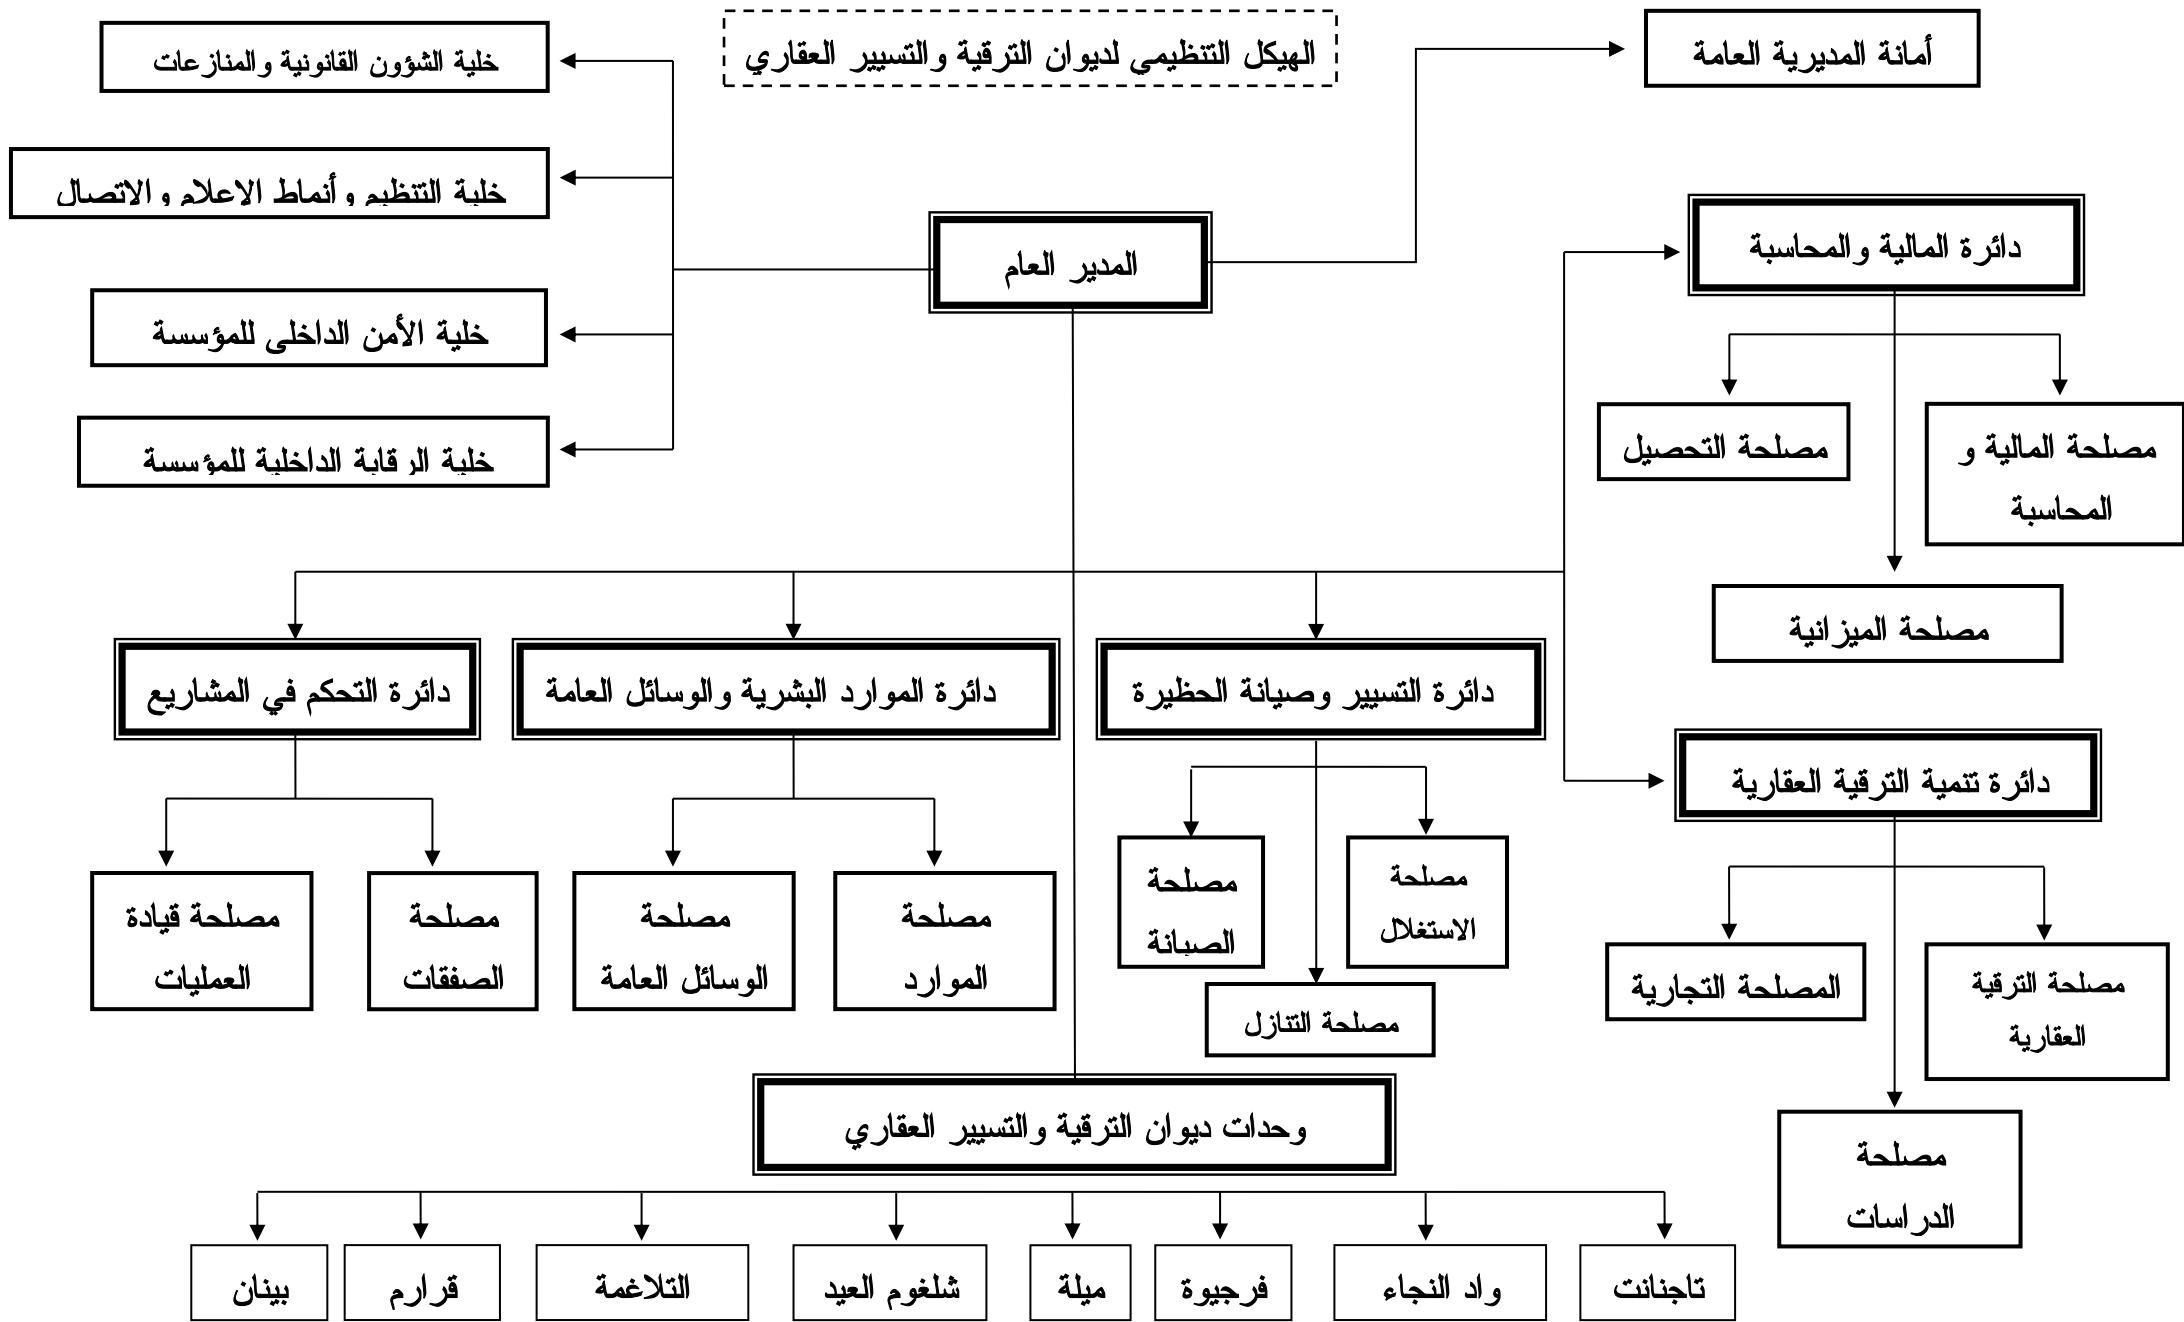 الهيكل التنظيمي لديوان الترقية والتسيير العقاري
أمانة المديرية العامة
خلية الشؤون القانونية والمنازعات
خلية التنظيم و أنماط الاعلام و الاتصال
خلية الأمن الداخلي للمؤسسة
خلية الرقابة الداخلية للمؤسسة
المدير العام
دائرة المالية والمحاسبة
مصلحة المالية و
المحاسبة
مصلحة التحصيل
مصلحة الميزانية
دائرة تنمية الترقية العقارية
مصلحة الترقية
العقارية
المصلحة التجارية
مصلحة
الدراسات
دائرة التسيير وصيانة الحظيرة
مصلحة
الاستغلال
مصلحة
الصيانة
مصلحة التنازل
دائرة الموارد البشرية والوسائل العامة
مصلحة
الموارد
مصلحة
الوسائل العامة
دائرة التحكم في المشاريع
مصلحة
الصفقات
مصلحة قيادة
العمليات
وحدات ديوان الترقية والتسيير العقاري
تاجنانت
واد النجاء
فرجيوة
ميلة
شلغوم العيد
التلاغمة
قرارم
بينان